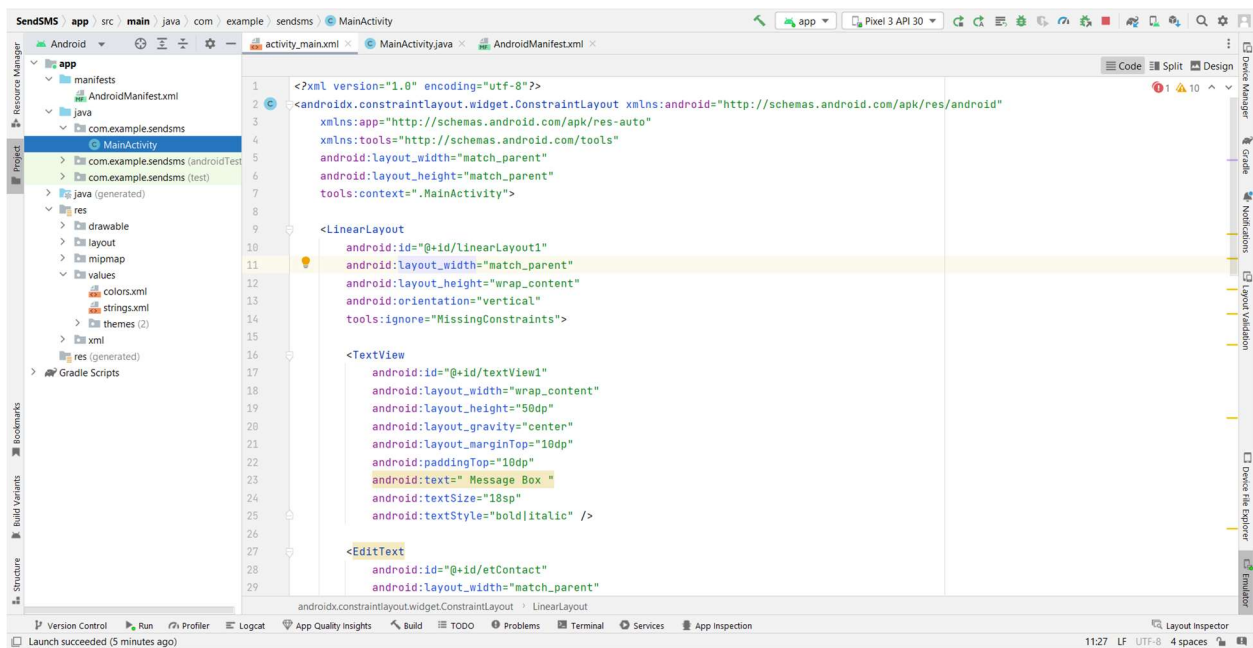 SendSMS app src main java com example sendsms MainActivity
app
Pixel 3 API 30
Android
activity_main.xml
MainActivity.java
AndroidManifest.xml
Code
Split
Design
app
manifests
AndroidManifest.xml
java
com.example.sendsms
MainActivity
com.example.sendsms (androidTest
com.example.sendsms (test)
java (generated)
res
drawable
layout
mipmap
values
colors.xml
strings.xml
themes (2)
xml
res (generated)
Gradle Scripts
1 10
1 <?xml version="1.0" encoding="utf-8"?>
2 <androidx.constraintlayout.widget.ConstraintLayout xmlns:android="http://schemas.android.com/apk/res/android"
3 xmlns:app="http://schemas.android.com/apk/res-auto"
4 xmlns:tools="http://schemas.android.com/tools"
5 android:layout_width="match_parent"
6 android:layout_height="match_parent"
7 tools:context=".MainActivity">
8
9 <LinearLayout
10 android:id="@+id/linearLayout1"
11 android:layout_width="match_parent"
12 android:layout_height="wrap_content"
13 android:orientation="vertical"
14 tools:ignore="MissingConstraints">
15
16 <TextView
17 android:id="@+id/textView1"
18 android:layout_width="wrap_content"
19 android:layout_height="50dp"
20 android:layout_gravity="center"
21 android:layout_marginTop="10dp"
22 android:paddingTop="10dp"
23 android:text=" Message Box "
24 android:textSize="18sp"
25 android:textStyle="bold|italic" />
26
27 <EditText
28 android:id="@+id/etContact"
29 android:layout_width="match_parent"
androidx.constraintlayout.widget.ConstraintLayout LinearLayout
Resource Manager
Project
Bookmarks
Build Variants
Structure
Device Manager
Gradle
Notifications
Layout Validation
Device File Explorer
Emulator
Version Control Run Profiler Logcat App Quality Insights Build TODO Problems Terminal Services App Inspection Layout Inspector
Launch succeeded (5 minutes ago) 11:27 LF UTF-8 4 spaces